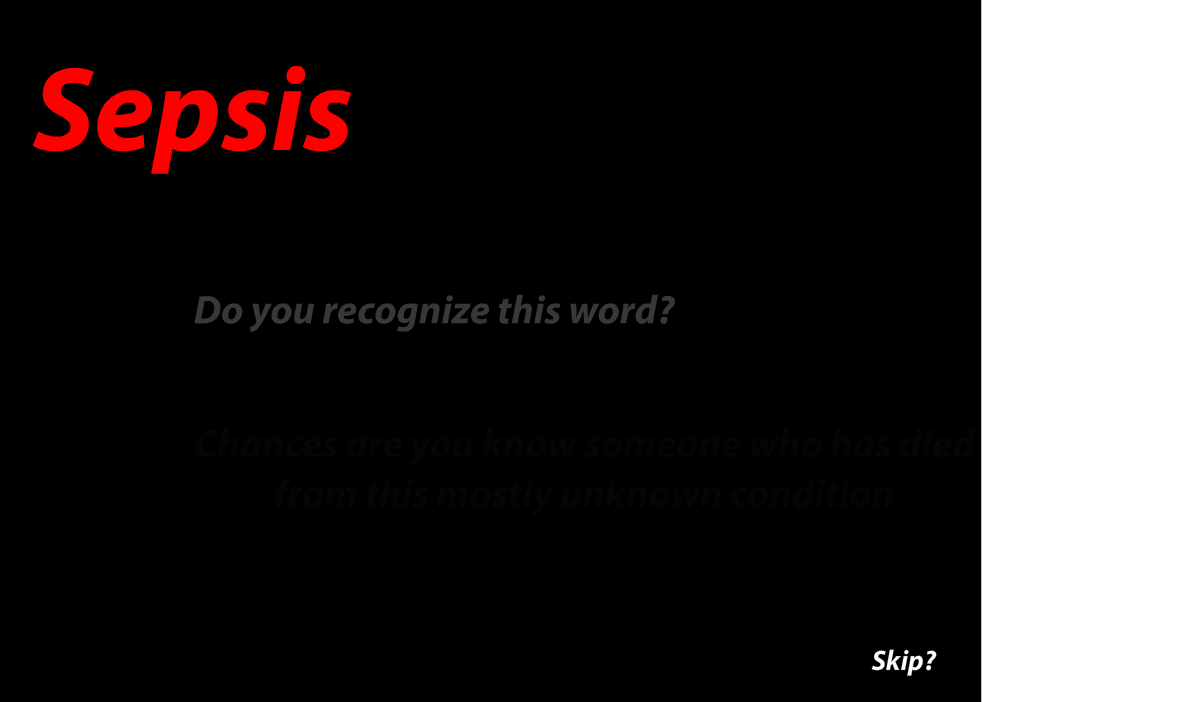 Sepsis
Do you recognize this word?
Chances are you know someone who has died
from this mostly unknown condition
Skip?